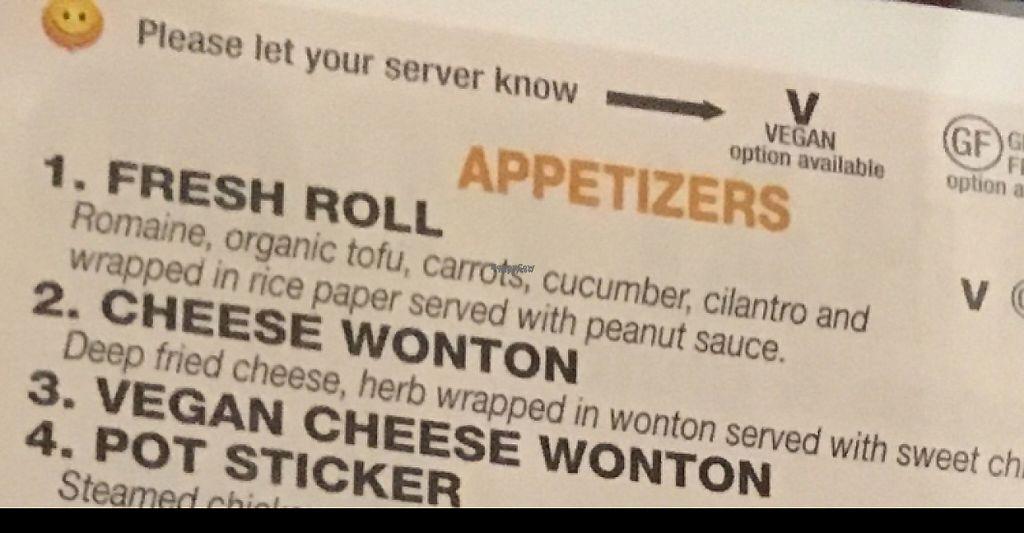 Please let your server know
V
VEGAN
option available
GF
option a
APPETIZERS
1. FRESH ROLL
Romaine, organic tofu, carrots, cucumber, cilantro and
wrapped in rice paper served with peanut sauce.
V
2. CHEESE WONTON
Deep fried cheese, herb wrapped in wonton served with sweet ch
3. VEGAN CHEESE WONTON
4. POT STICKER
Steamed